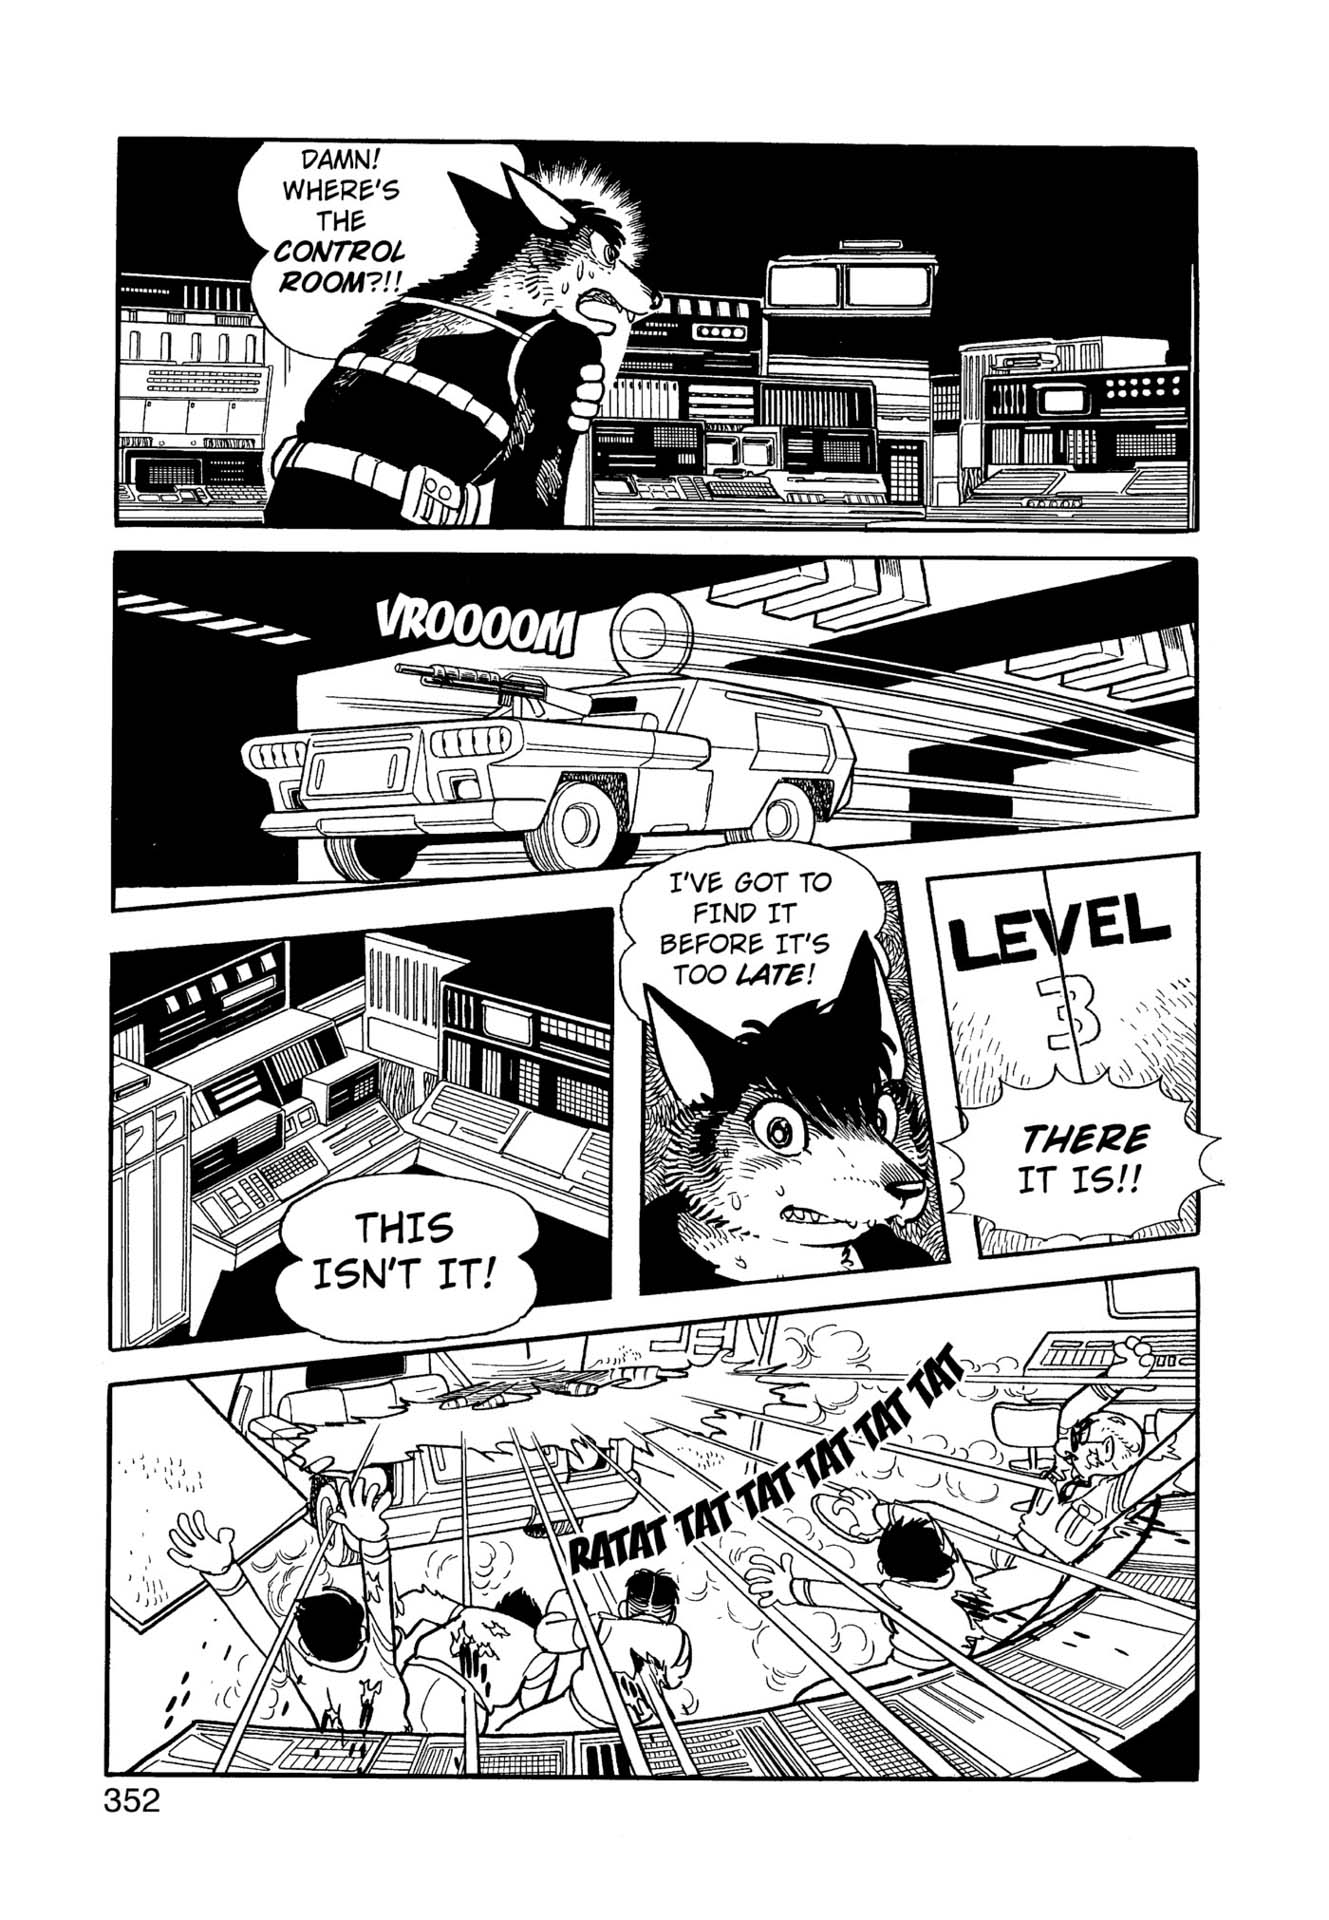 DAMN!
WHERE'S
THE
CONTROL
ROOM?!!
VROOOOM
THIS
ISN'T IT!
I'VE GOT TO
FIND IT
BEFORE IT'S
TOO LATE!
LEVEL
3
THERE
IT IS!!
RATAT TAT TAT TAT TAT TAT
352